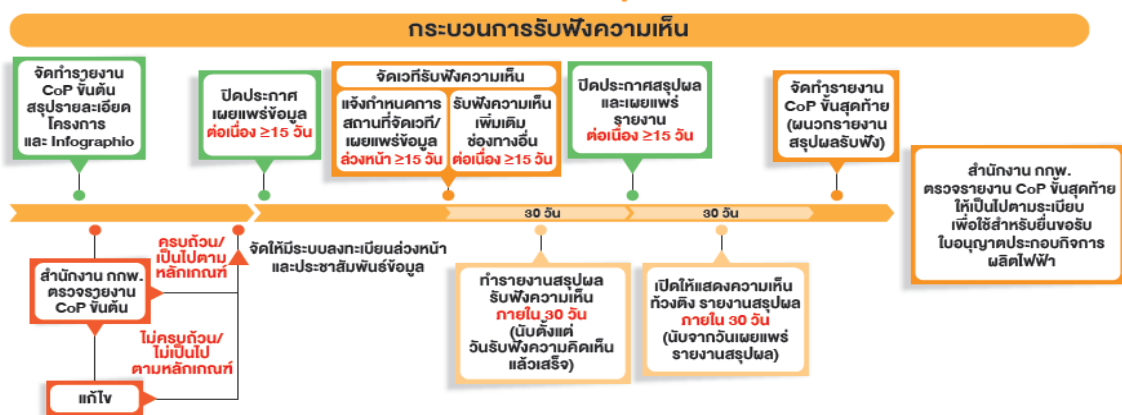 กระบวนการรับฟังความเห็น
จัดทำรายงาน
CoP ขั้นต้น
สรุปรายละเอียด
โครงการ
และ Infographio
ปิดประกาศ
เผยแพร่ข้อมูล
ต่อเนื่อง ≥15 วัน
จัดเวทีรับฟังความเห็น
แจ้งกำหนดการ
สถานที่จัดเวที/
เผยแพร่ข้อมูล
ล่วงหน้า ≥15 วัน
รับฟังความเห็น
เพิ่มเติม
ช่องทางอื่น
ต่อเนื่อง ≥15 วัน
ปิดประกาศสรุปผล
และเผยแพร่
รายงาน
ต่อเนื่อง ≥15 วัน
จัดทำรายงาน
CoP ขั้นสุดท้าย
(ผนวกรายงาน
สรุปผลรับฟัง)
สำนักงาน กกพ.
ตรวจรายงาน CoP ขั้นสุดท้าย
ให้เป็นไปตามระเบียบ
เพื่อใช้สำหรับยื่นขอรับ
ใบอนุญาตประกอบกิจการ
ผลิตไฟฟ้า
30 วัน
30 วัน
สำนักงาน กกพ.
ตรวจรายงาน
CoP ขั้นต้น
ครบถ้วน/
เป็นไปตาม
หลักเกณฑ์
ไม่ครบถ้วน/
ไม่เป็นไป
ตามหลักเกณฑ์
แก้ไข
จัดให้มีระบบลงทะเบียนล่วงหน้า
และประชาสัมพันธ์ข้อมูล
ทำรายงานสรุปผล
รับฟังความเห็น
ภายใน 30 วัน
(นับตั้งแต่
วันรับฟังความคิดเห็น
แล้วเสร็จ)
เปิดให้แสดงความเห็น
ท้วงติง รายงานสรุปผล
ภายใน 30 วัน
(นับจากวันเผยแพร่
รายงานสรุปผล)